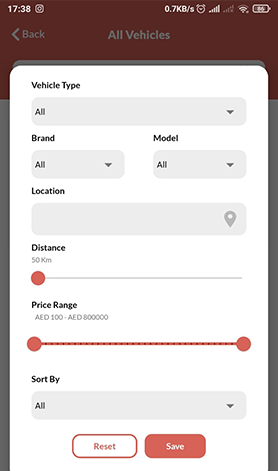 17:38 0.7KB/s 86
Back All Vehicles
Vehicle Type
All
Brand Model
All All
Location
Distance
50 Km
Price Range
AED 100 - AED 800000
Sort By
All
Reset Save